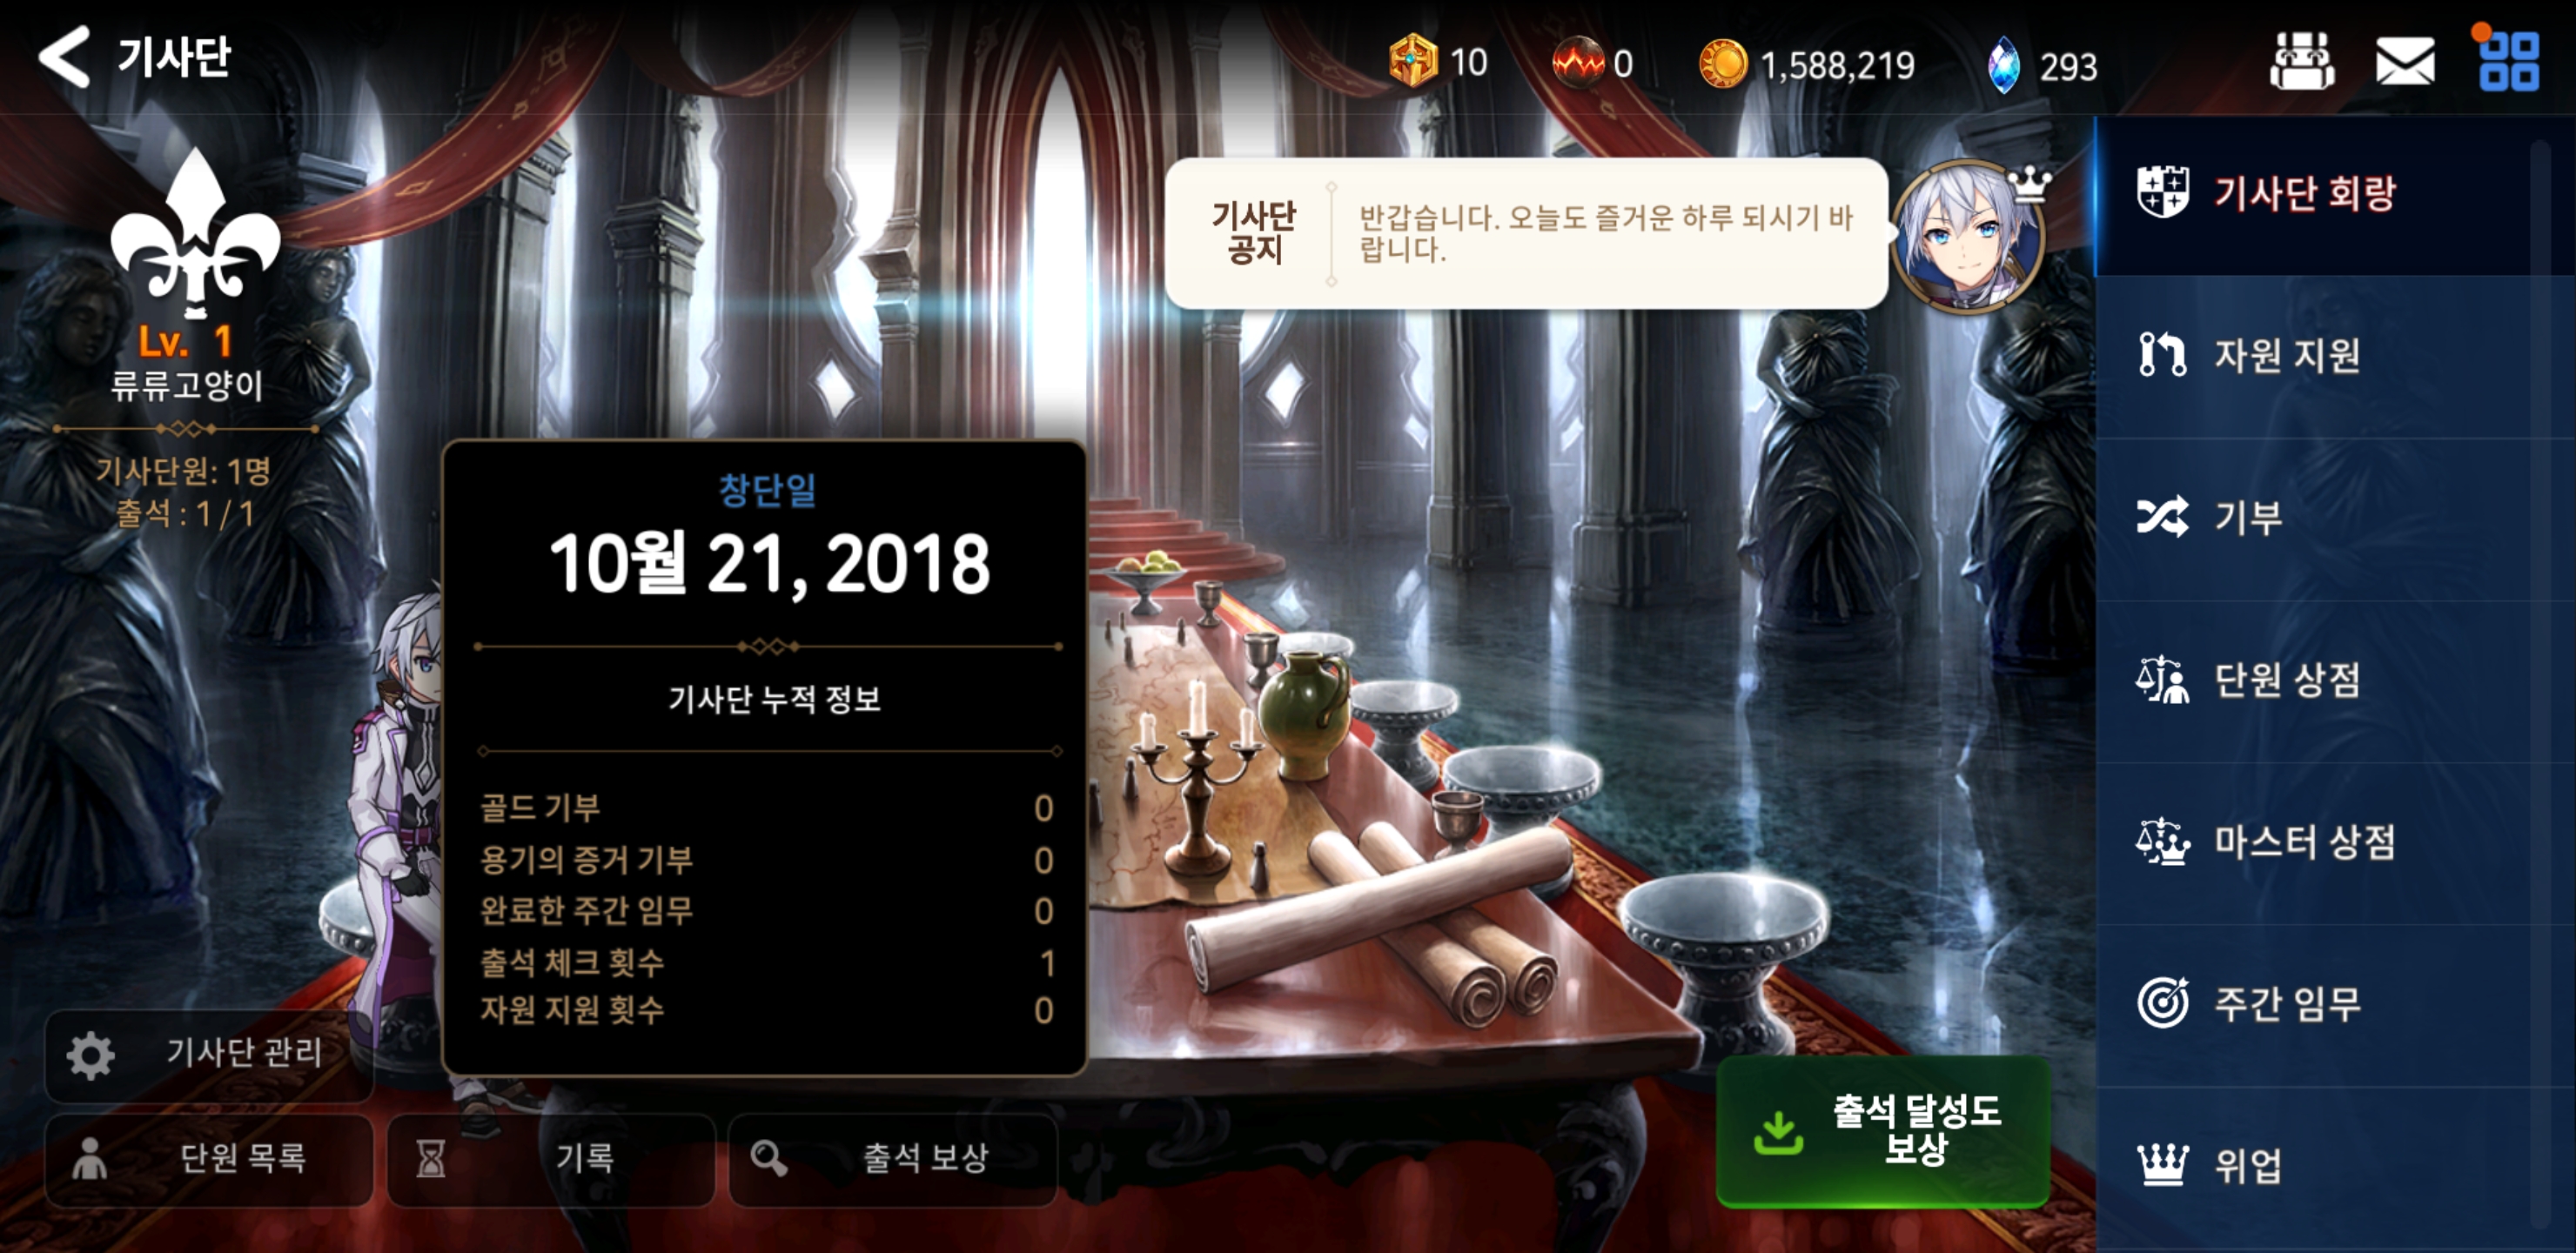 기사단
10
0
1,588,219
293
Lv. 1
류류고양이
기사단원: 1명
출석 : 1 / 1
기사단
공지
반갑습니다. 오늘도 즐거운 하루 되시기 바
랍니다.
창단일
10월 21, 2018
기사단 누적 정보
골드 기부 0
용기의 증거 기부 0
완료한 주간 임무 0
출석 체크 횟수 1
자원 지원 횟수 0
기사단 관리
단원 목록
기록
출석 보상
출석 달성도
보상
기사단 회랑
자원 지원
기부
단원 상점
마스터 상점
주간 임무
위업